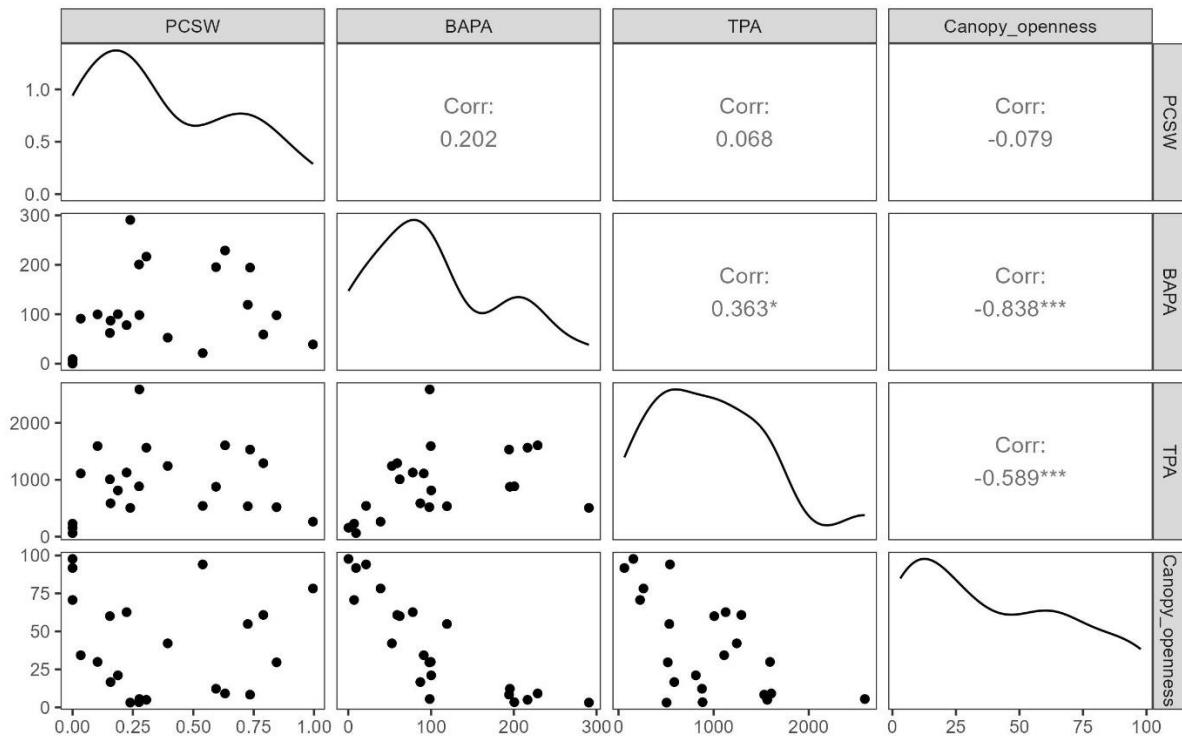 PCSW BAPA TPA Canopy_openness
1.0
0.5
0.0
Corr:
0.202
Corr:
0.068
Corr:
-0.079
PCSW
300
200
100
0
Corr:
0.363*
Corr:
-0.838***
BAPA
2000
1000
0
Corr:
-0.589***
TPA
100
75
50
25
0
Canopy_openness
0.00 0.25 0.50 0.75 1.00 0 100 200 300 0 1000 2000 0 25 50 75 100